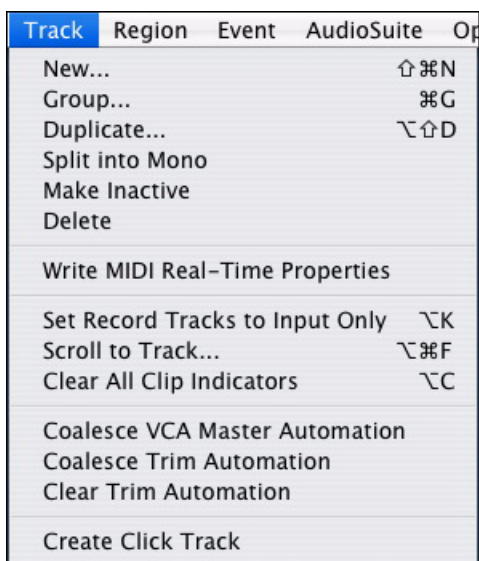 Track Region Event AudioSuite Op
New... ⇧⌘N
Group... ⌘G
Duplicate... ⌥⇧D
Split into Mono
Make Inactive
Delete
Write MIDI Real-Time Properties
Set Record Tracks to Input Only ⌥K
Scroll to Track... ⌥⌘F
Clear All Clip Indicators ⌥C
Coalesce VCA Master Automation
Coalesce Trim Automation
Clear Trim Automation
Create Click Track